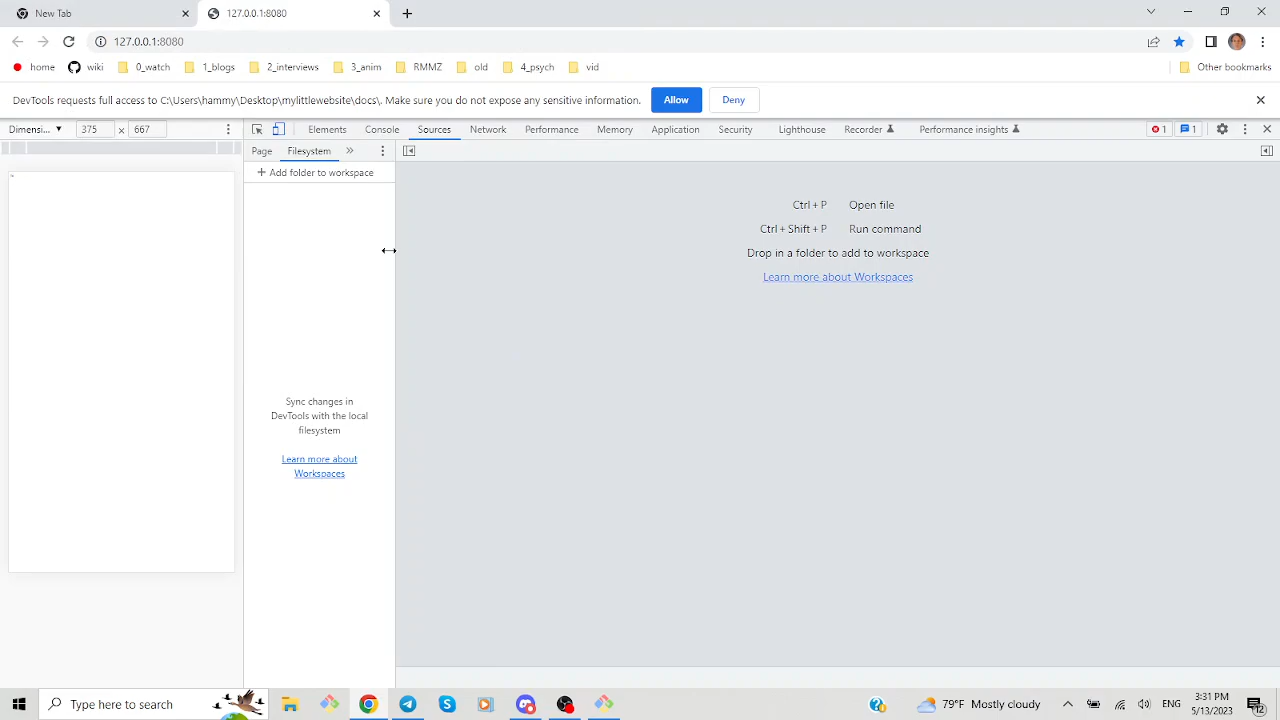 New Tab
127.0.0.1:8080
127.0.0.1:8080
home wiki 0_watch 1_blogs 2_interviews 3_anim RMMZ old 4_psych vid Other bookmarks
DevTools requests full access to C:\Users\hammy\Desktop\mylittlewebsite\docs\. Make sure you do not expose any sensitive information. Allow Deny
Dimensi... 375 x 667 Elements Console Sources Network Performance Memory Application Security Lighthouse Recorder Performance insights 1 1
Page Filesystem
+ Add folder to workspace
Ctrl + P Open file
Ctrl + Shift + P Run command
Drop in a folder to add to workspace
Learn more about Workspaces
Sync changes in
DevTools with the local
filesystem
Learn more about
Workspaces
Type here to search
79°F Mostly cloudy
ENG
3:31 PM
5/13/2023
12